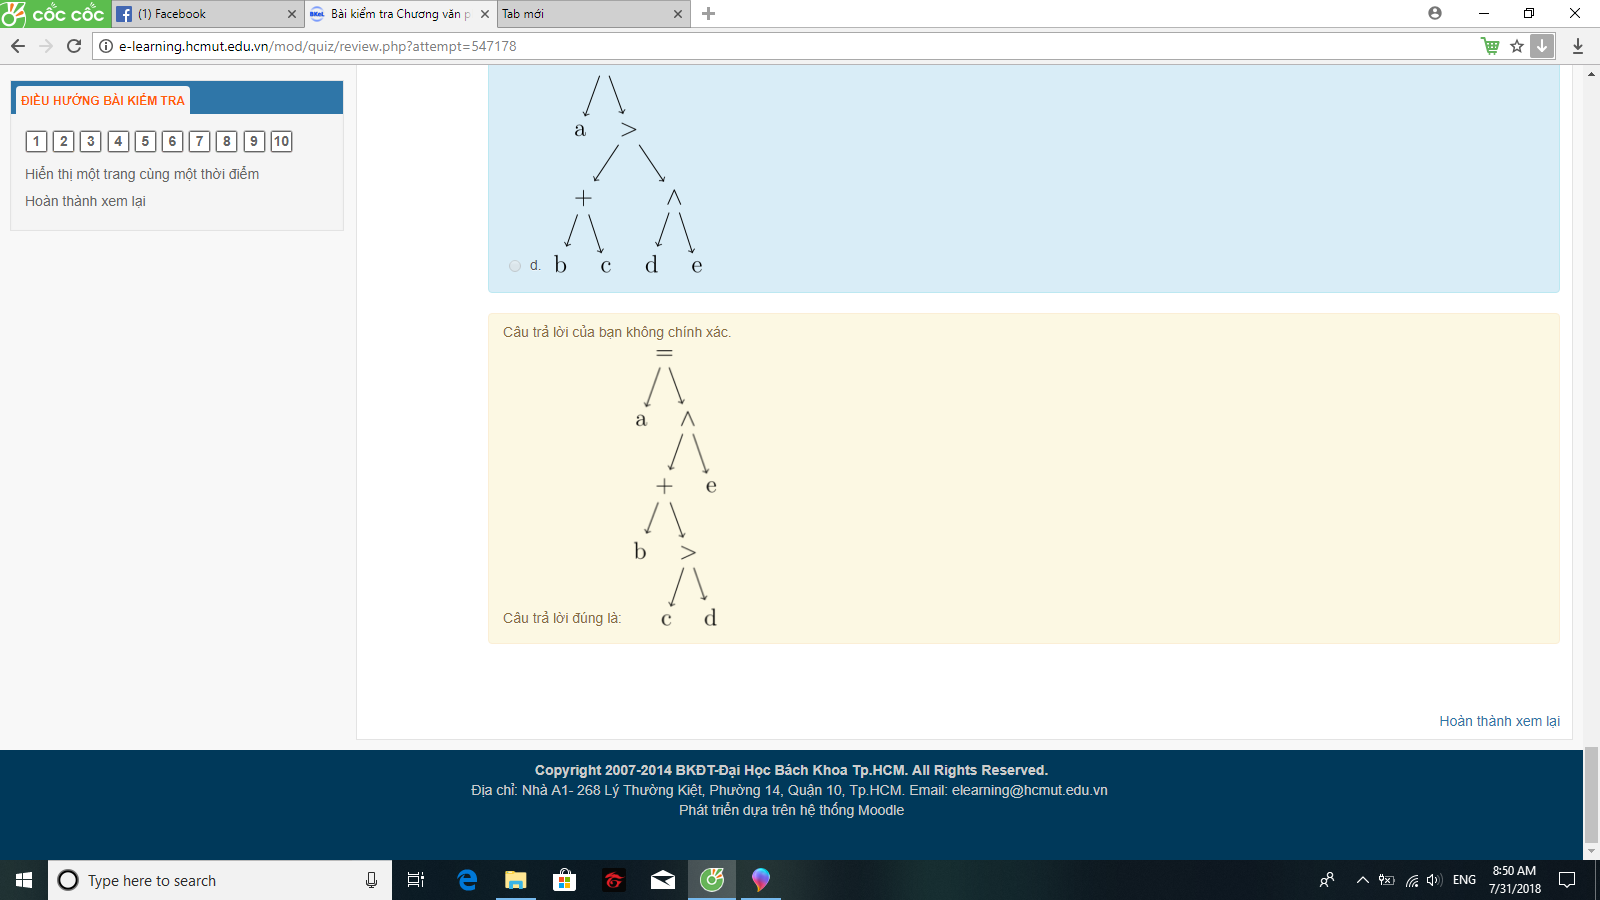 cốc cốc
(1) Facebook
Bài kiểm tra Chương văn p
Tab mới
e-learning.hcmut.edu.vn/mod/quiz/review.php?attempt=547178
ĐIỀU HƯỚNG BÀI KIỂM TRA
1 2 3 4 5 6 7 8 9 10
Hiển thị một trang cùng một thời điểm
Hoàn thành xem lại
a >
+ ^
d. b c d e
Câu trả lời của bạn không chính xác.
=
a ^
+ e
b >
Câu trả lời đúng là: c d
Hoàn thành xem lại
Copyright 2007-2014 BKĐT-Đại Học Bách Khoa Tp.HCM. All Rights Reserved.
Địa chỉ: Nhà A1- 268 Lý Thường Kiệt, Phường 14, Quận 10, Tp.HCM. Email: elearning@hcmut.edu.vn
Phát triển dựa trên hệ thống Moodle
Type here to search
ENG
8:50 AM
7/31/2018